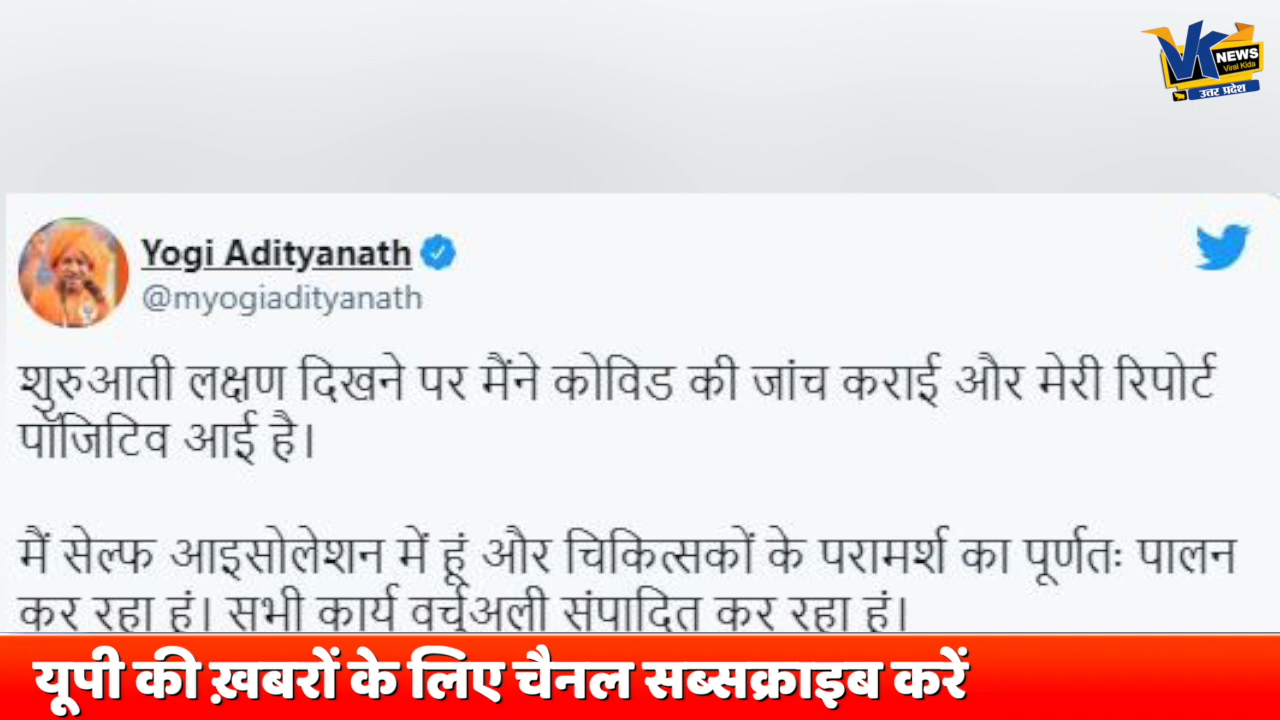 VK NEWS
Viral Kida
उत्तर प्रदेश
Yogi Adityanath
@myogiadityanath
शुरुआती लक्षण दिखने पर मैंने कोविड की जांच कराई और मेरी रिपोर्ट
पॉजिटिव आई है।
मैं सेल्फ आइसोलेशन में हूं और चिकित्सकों के परामर्श का पूर्णतः पालन
कर रहा हूं। सभी कार्य वर्चुअली संपादित कर रहा हूं।
यूपी की ख़बरों के लिए चैनल सब्सक्राइब करें